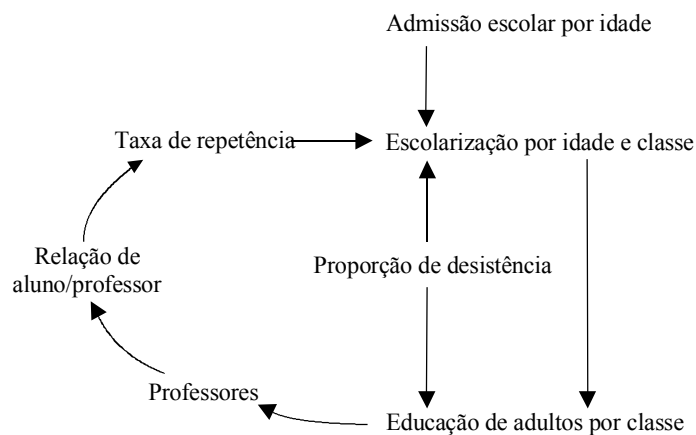 Admissão escolar por idade
Taxa de repetência
Escolarização por idade e classe
Relação de
aluno/professor
Proporção de desistência
Professores
Educação de adultos por classe